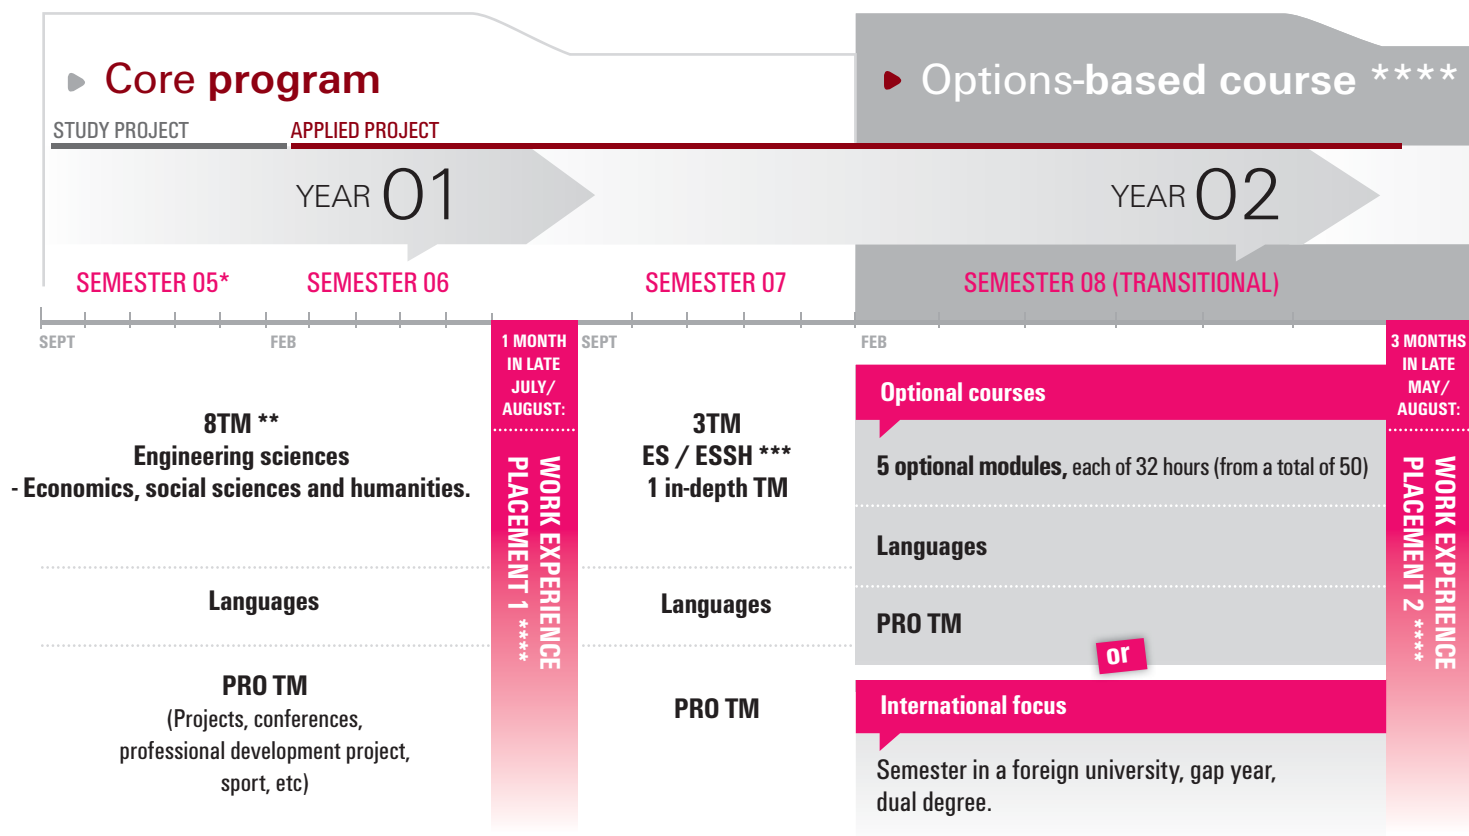 Core program
Options-based course ****
STUDY PROJECT
APPLIED PROJECT
YEAR 01
YEAR 02
SEMESTER 05*
SEMESTER 06
SEMESTER 07
SEMESTER 08 (TRANSITIONAL)
SEPT
FEB
SEPT
FEB
8TM **
Engineering sciences
- Economics, social sciences and humanities.
Languages
PRO TM
(Projects, conferences,
professional development project,
sport, etc)
1 MONTH
IN LATE
JULY/
AUGUST:
WORK EXPERIENCE
PLACEMENT 1 ****
3TM
ES / ESSH ***
1 in-depth TM
Languages
PRO TM
Optional courses
5 optional modules, each of 32 hours (from a total of 50)
Languages
PRO TM
or
International focus
Semester in a foreign university, gap year,
dual degree.
3 MONTHS
IN LATE
MAY/
AUGUST:
WORK EXPERIENCE
PLACEMENT 2 ****